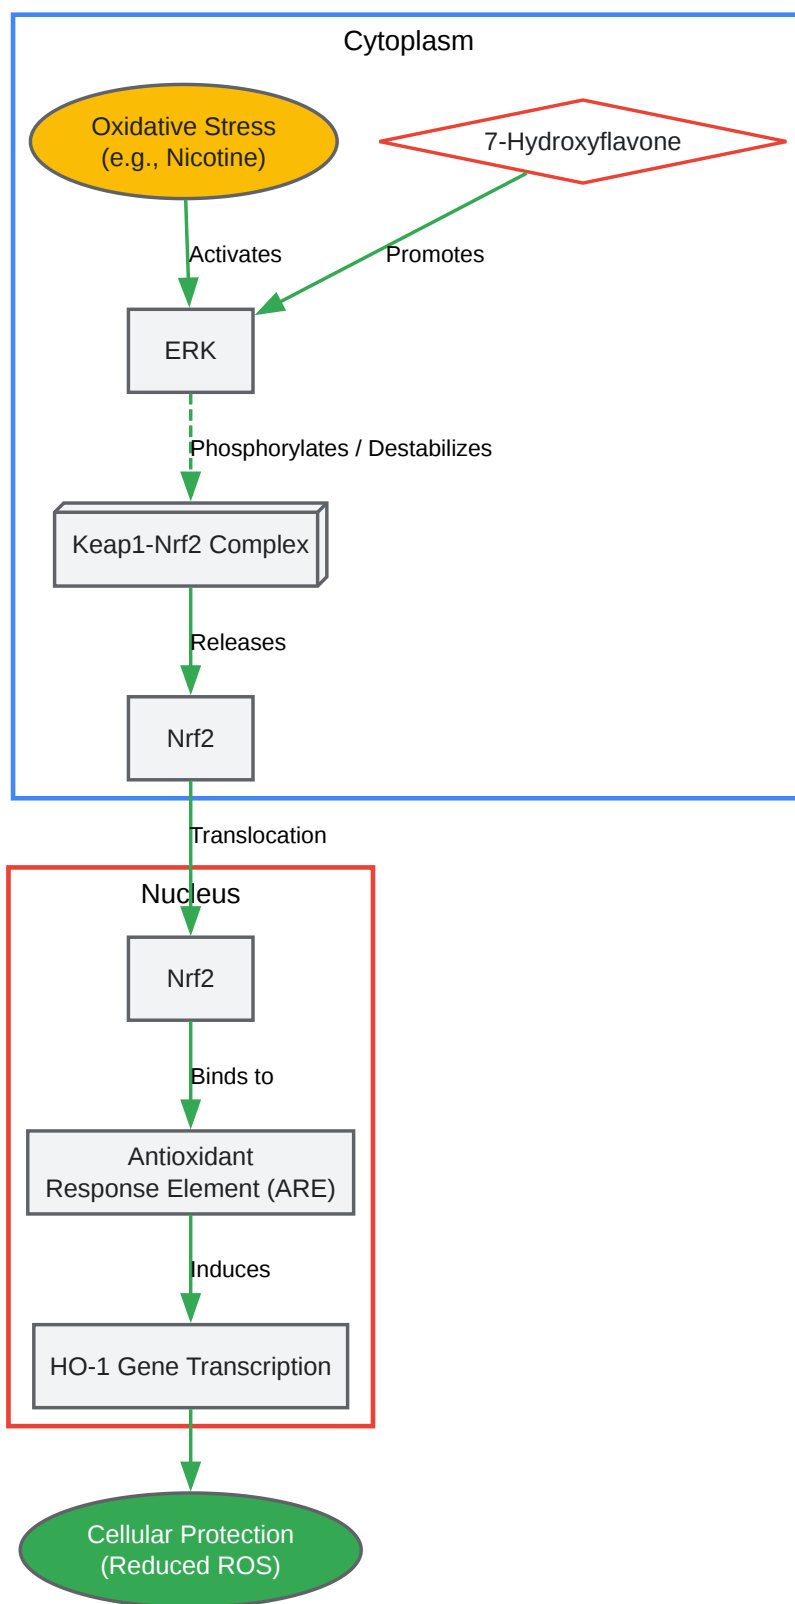 Cytoplasm
Oxidative Stress
(e.g., Nicotine)
7-Hydroxyflavone
Activates
Promotes
ERK
Phosphorylates / Destabilizes
Keap1-Nrf2 Complex
Releases
Nrf2
Translocation
Nucleus
Nrf2
Binds to
Antioxidant
Response Element (ARE)
Induces
HO-1 Gene Transcription
Cellular Protection
(Reduced ROS)